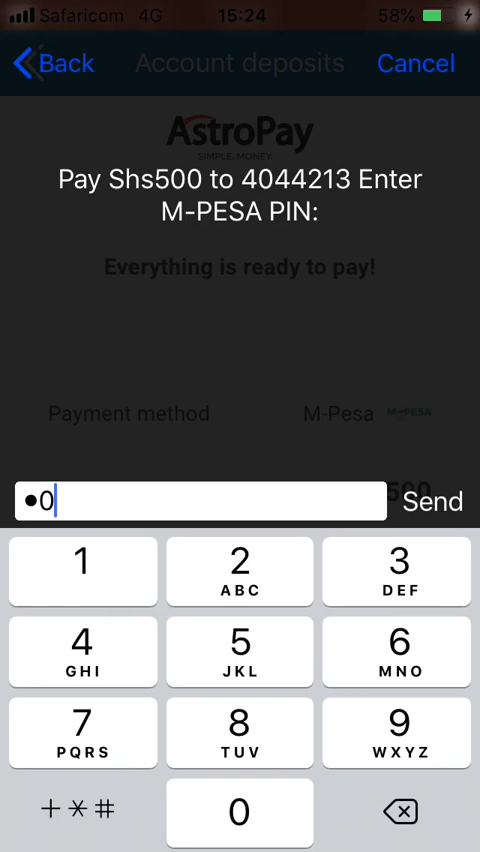 Safaricom 4G 15:24 58%
Back Account deposits Cancel
AstroPay
SIMPLE. MONEY.
Pay Shs500 to 4044213 Enter
M-PESA PIN:
Everything is ready to pay!
Payment method M-Pesa M-PESA
500
●0 Send
1 2 ABC 3 DEF
4 GHI 5 JKL 6 MNO
7 PQRS 8 TUV 9 WXYZ
+*# 0